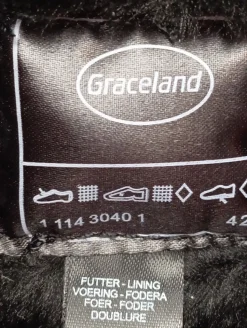 Graceland
1 114 3040 1 42
FUTTER - LINING
VOERING - FODERA
FOER - FODER
DOUBLURE